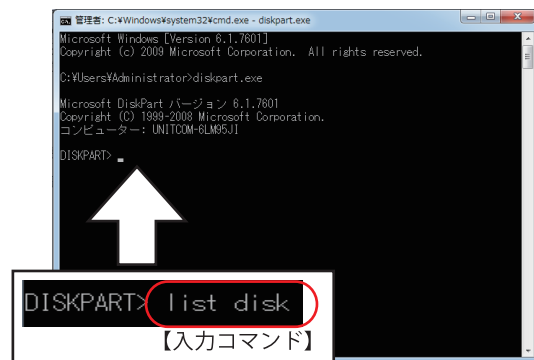 管理者: C:¥Windows¥system32¥cmd.exe - diskpart.exe
Microsoft Windows [Version 6.1.7601]
Copyright (c) 2009 Microsoft Corporation.  All rights reserved.
C:¥Users¥Administrator>diskpart.exe
Microsoft DiskPart バージョン 6.1.7601
Copyright (C) 1999-2008 Microsoft Corporation.
コンピューター: UNITCOM-6LM95JI
DISKPART>
DISKPART> list disk
【入力コマンド】